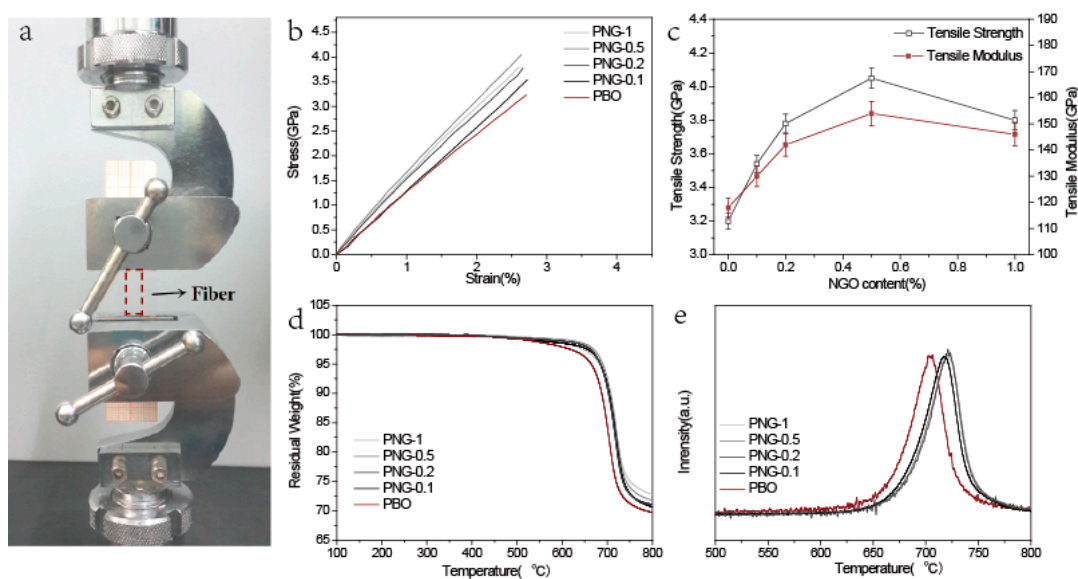 a
Fiber
b
PNG-1
PNG-0.5
PNG-0.2
PNG-0.1
PBO
5.0
4.5
4.0
3.5
3.0
2.5
2.0
1.5
1.0
0.5
0.0
Stress(GPa)
0 1 2 3 4
Strain(%)
c
Tensile Strength
Tensile Modulus
4.4
4.2
4.0
3.8
3.6
3.4
3.2
3.0
Tensile Strength(GPa)
190
180
170
160
150
140
130
120
110
100
Tensile Modulus(GPa)
0.0 0.2 0.4 0.6 0.8 1.0
NGO content(%)
d
105
100
95
90
85
80
75
70
65
Residual Weight(%)
PNG-1
PNG-0.5
PNG-0.2
PNG-0.1
PBO
100 200 300 400 500 600 700 800
Temperature( °C)
e
Inrensity(a.u.)
PNG-1
PNG-0.5
PNG-0.2
PNG-0.1
PBO
500 550 600 650 700 750 800
Temperature( °C)